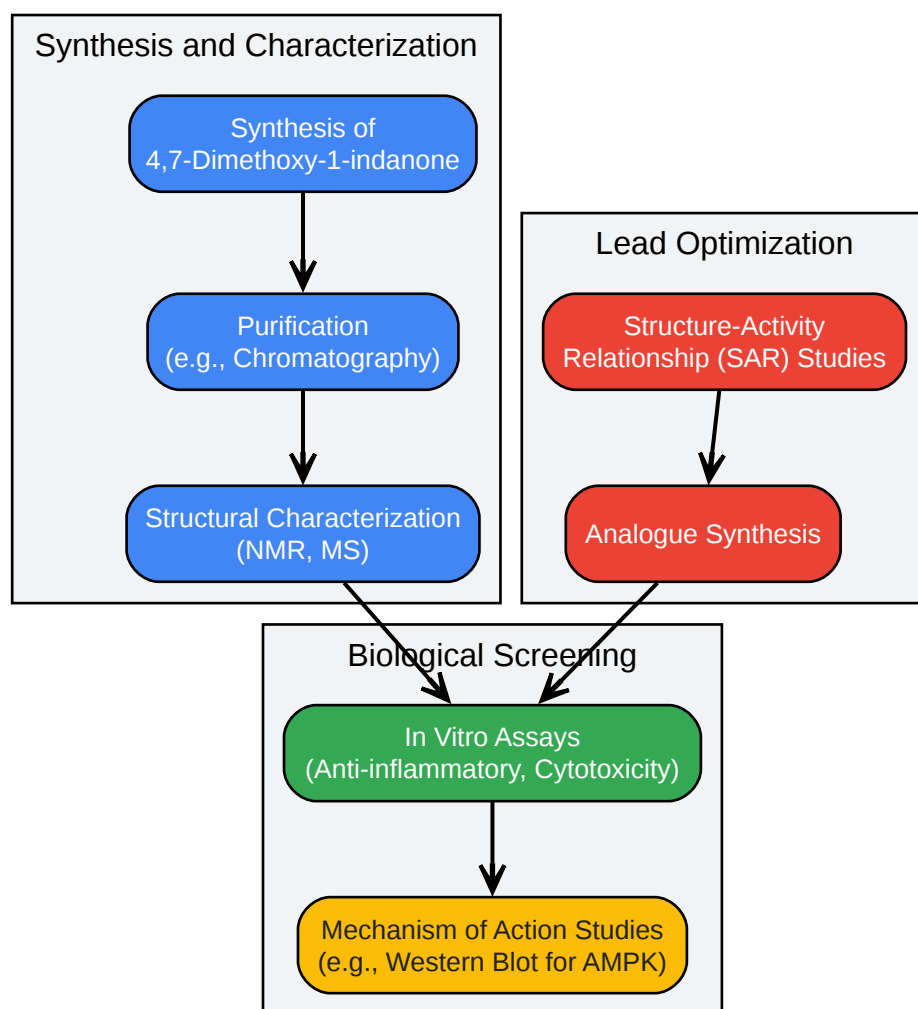 Synthesis and Characterization
Synthesis of
4,7-Dimethoxy-1-indanone
Purification
(e.g., Chromatography)
Structural Characterization
(NMR, MS)
Lead Optimization
Structure-Activity
Relationship (SAR) Studies
Analogue Synthesis
Biological Screening
In Vitro Assays
(Anti-inflammatory, Cytotoxicity)
Mechanism of Action Studies
(e.g., Western Blot for AMPK)